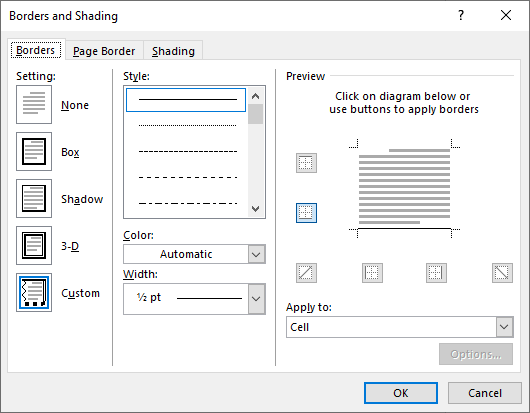 Borders and Shading
Borders
Page Border
Shading
Setting:
None
Box
Shadow
3-D
Custom
Style:
Color:
Automatic
Width:
½ pt
Preview
Click on diagram below or
use buttons to apply borders
Apply to:
Cell
Options...
OK
Cancel